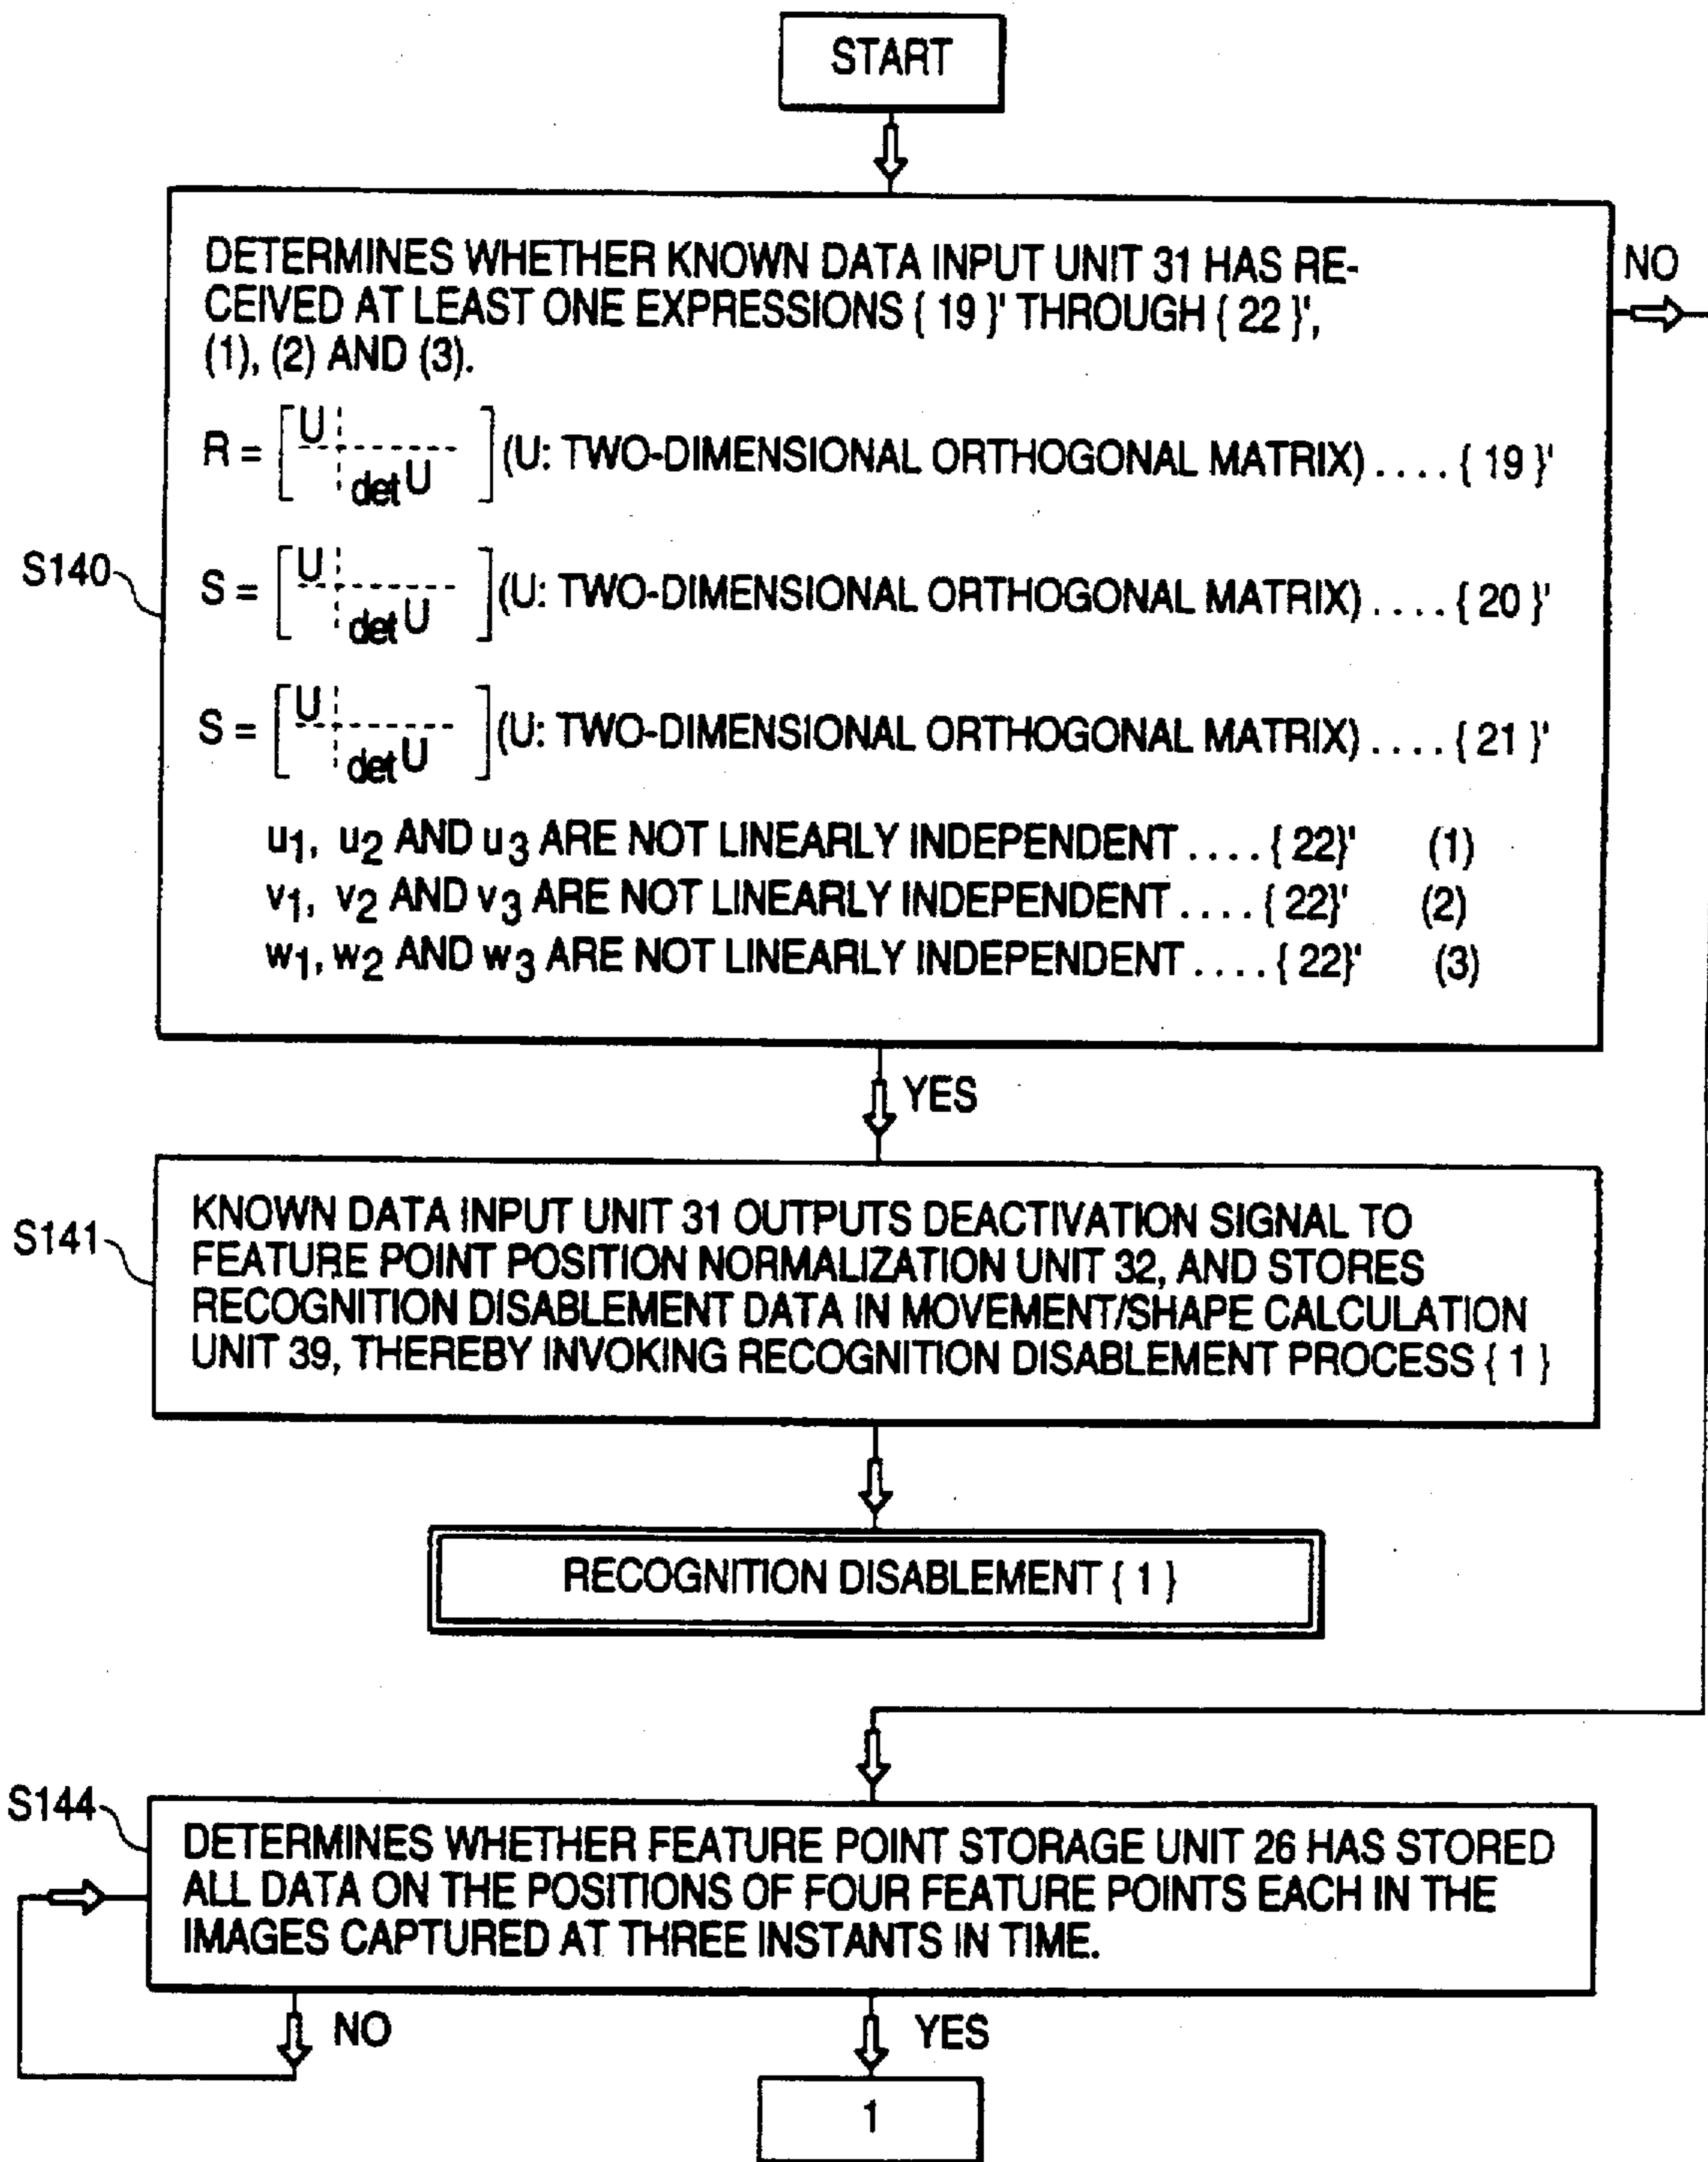 START
DETERMINES WHETHER KNOWN DATA INPUT UNIT 31 HAS RE-
CEIVED AT LEAST ONE EXPRESSIONS { 19 }' THROUGH { 22 }',
(1), (2) AND (3).
NO
R = [ U det U ] (U: TWO-DIMENSIONAL ORTHOGONAL MATRIX) .... { 19 }'
S140
S = [ U det U ] (U: TWO-DIMENSIONAL ORTHOGONAL MATRIX) .... { 20 }'
S = [ U det U ] (U: TWO-DIMENSIONAL ORTHOGONAL MATRIX) .... { 21 }'
u1, u2 AND u3 ARE NOT LINEARLY INDEPENDENT .... { 22}' (1)
v1, v2 AND v3 ARE NOT LINEARLY INDEPENDENT .... { 22}' (2)
w1, w2 AND w3 ARE NOT LINEARLY INDEPENDENT .... { 22}' (3)
YES
S141
KNOWN DATA INPUT UNIT 31 OUTPUTS DEACTIVATION SIGNAL TO
FEATURE POINT POSITION NORMALIZATION UNIT 32, AND STORES
RECOGNITION DISABLEMENT DATA IN MOVEMENT/SHAPE CALCULATION
UNIT 39, THEREBY INVOKING RECOGNITION DISABLEMENT PROCESS { 1 }
RECOGNITION DISABLEMENT { 1 }
S144
DETERMINES WHETHER FEATURE POINT STORAGE UNIT 26 HAS STORED
ALL DATA ON THE POSITIONS OF FOUR FEATURE POINTS EACH IN THE
IMAGES CAPTURED AT THREE INSTANTS IN TIME.
NO
YES
1